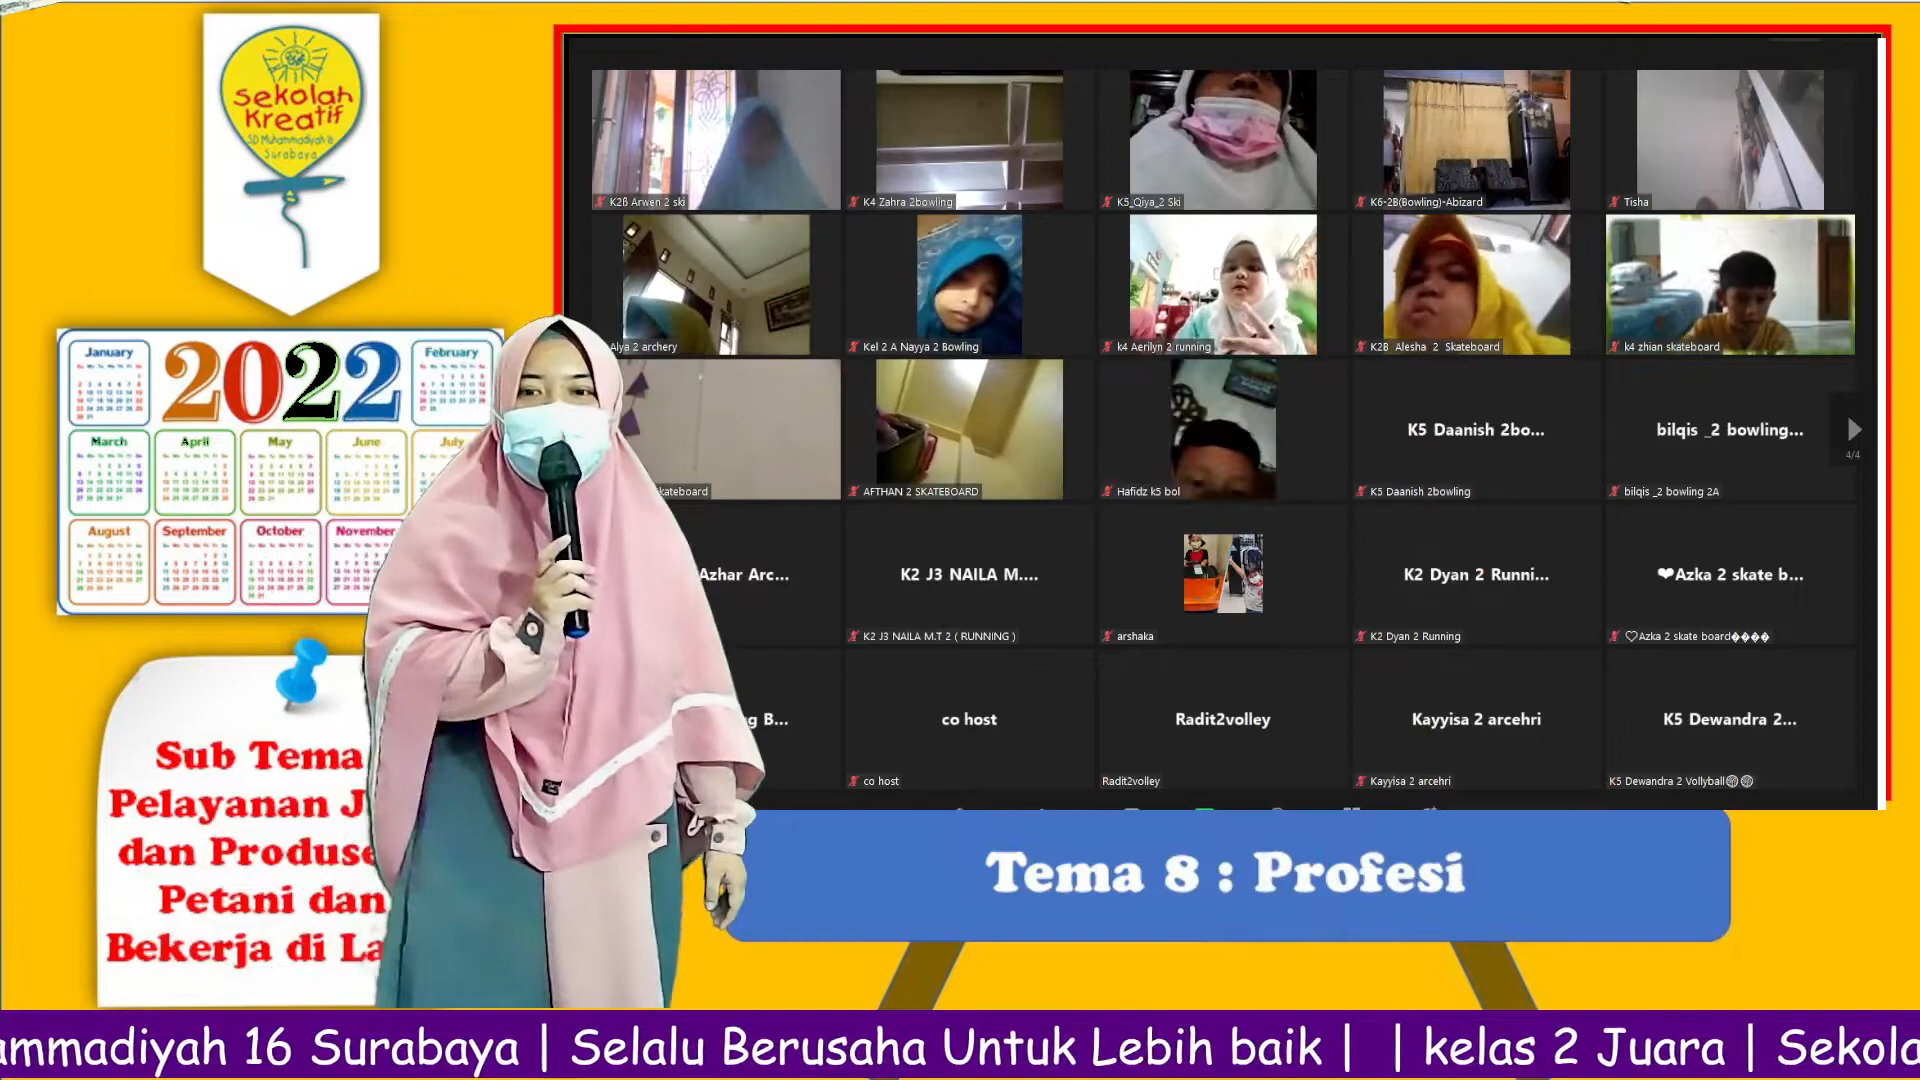 sekolah
kreatif
SD Muhammadiyah 16
Surabaya
2022
January
February
March
April
May
June
July
August
September
October
November
Sub Tema
Pelayanan J
dan Produse
Petani dan
Bekerja di La
K2B Arwen 2 ski
K4 Zahra 2bowling
K5_Qiya_2 Ski
K6-2B(Bowling)-Abizard
Tisha
Alya 2 archery
Kel 2 A Nayya 2 Bowling
k4 Aerilyn 2 running
K2B Alesha 2 Skateboard
k4 zhian skateboard
kateboard
AFTHAN 2 SKATEBOARD
Hafidz k5 bol
K5 Daanish 2bo...
K5 Daanish 2bowling
bilqis _2 bowling...
bilqis _2 bowling 2A
4/4
Azhar Arc...
K2 J3 NAILA M....
K2 J3 NAILA M.T 2 ( RUNNING )
arshaka
K2 Dyan 2 Runni...
K2 Dyan 2 Running
❤Azka 2 skate b...
♡Azka 2 skate board����
g B...
co host
co host
Radit2volley
Radit2volley
Kayyisa 2 arcehri
Kayyisa 2 arcehri
K5 Dewandra 2...
K5 Dewandra 2 Vollyball🏐🏐
Tema 8 : Profesi
ammadiyah 16 Surabaya | Selalu Berusaha Untuk Lebih baik | | kelas 2 Juara | Sekola